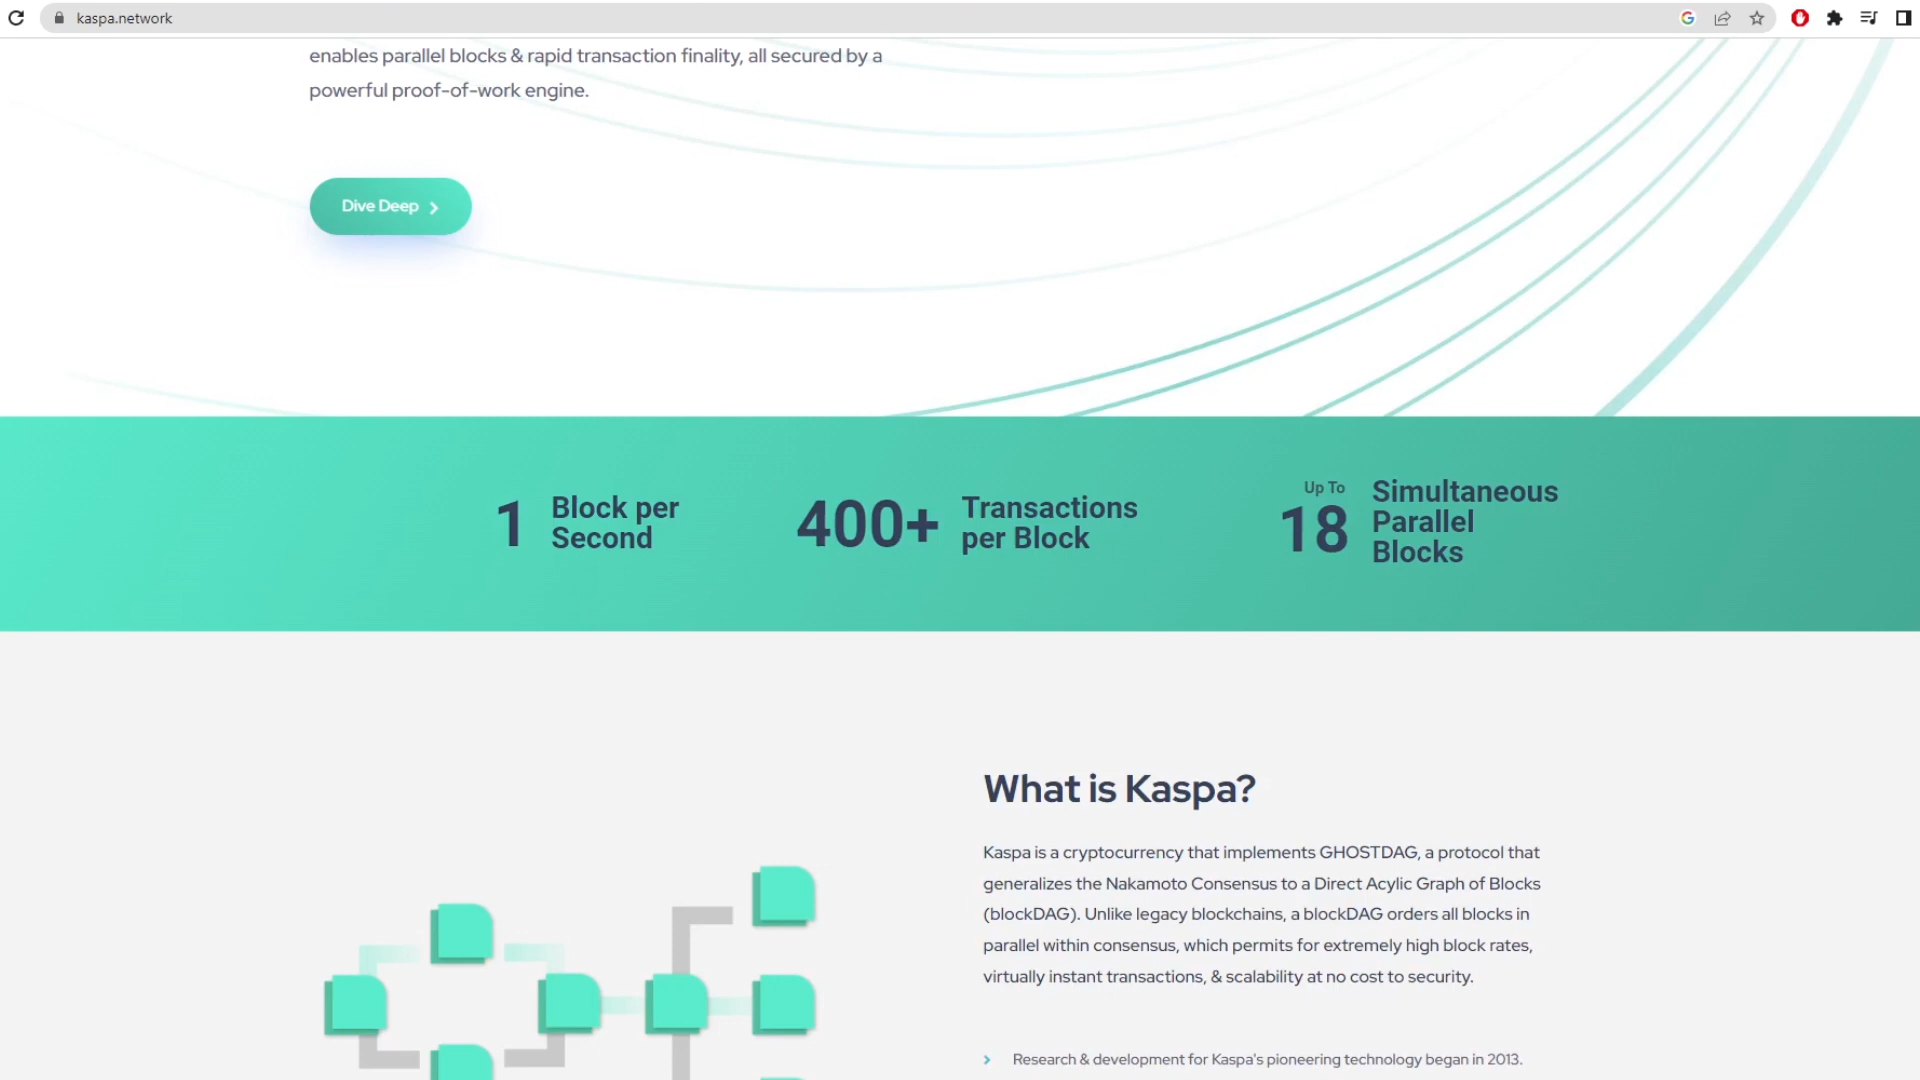 kaspa.network
enables parallel blocks & rapid transaction finality, all secured by a
powerful proof-of-work engine.
Dive Deep
1 Block per
Second
400+ Transactions
per Block
Up To
18 Simultaneous
Parallel
Blocks
What is Kaspa?
Kaspa is a cryptocurrency that implements GHOSTDAG, a protocol that
generalizes the Nakamoto Consensus to a Direct Acylic Graph of Blocks
(blockDAG). Unlike legacy blockchains, a blockDAG orders all blocks in
parallel within consensus, which permits for extremely high block rates,
virtually instant transactions, & scalability at no cost to security.
Research & development for Kaspa's pioneering technology began in 2013.